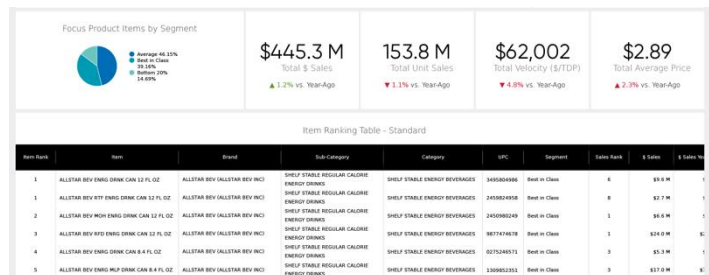 Focus Product Items by Segment
Average 46.15%
Best in Class
39.16%
Bottom 20%
14.69%
$445.3 M
Total $ Sales
▲ 1.2% vs. Year-Ago
153.8 M
Total Unit Sales
▼ 1.1% vs. Year-Ago
$62,002
Total Velocity ($/TDP)
▼ 4.8% vs. Year-Ago
$2.89
Total Average Price
▲ 2.3% vs. Year-Ago
Item Ranking Table - Standard
Item Rank Item Brand Sub-Category Category UPC Segment Sales Rank $ Sales $ Sales
1 ALLSTAR BEV ENRG DRNK CAN 12 FL OZ ALLSTAR BEV (ALLSTAR BEV INC) SHELF STABLE REGULAR CALORIE ENERGY DRINKS SHELF STABLE ENERGY BEVERAGES 3495804986 Best in Class 6 $9.6 M
1 ALLSTAR BEV RTF ENRG DRNK CAN 12 FL OZ ALLSTAR BEV (ALLSTAR BEV INC) SHELF STABLE REGULAR CALORIE ENERGY DRINKS SHELF STABLE ENERGY BEVERAGES 2459824958 Best in Class 8 $2.7 M
2 ALLSTAR BEV MOH ENRG DRNK CAN 12 FL OZ ALLSTAR BEV (ALLSTAR BEV INC) SHELF STABLE REGULAR CALORIE ENERGY DRINKS SHELF STABLE ENERGY BEVERAGES 2450980249 Best in Class 1 $6.6 M
3 ALLSTAR BEV RFD ENRG DRNK CAN 12 FL OZ ALLSTAR BEV (ALLSTAR BEV INC) SHELF STABLE REGULAR CALORIE ENERGY DRINKS SHELF STABLE ENERGY BEVERAGES 9877474678 Best in Class 1 $24.0 M
4 ALLSTAR BEV ENRG DRNK CAN 8.4 FL OZ ALLSTAR BEV (ALLSTAR BEV INC) SHELF STABLE REGULAR CALORIE ENERGY DRINKS SHELF STABLE ENERGY BEVERAGES 0275246571 Best in Class 3 $5.3 M
5 ALLSTAR BEV ENRG MLP DRNK CAN 8.4 FL OZ ALLSTAR BEV (ALLSTAR BEV INC) SHELF STABLE REGULAR CALORIE ENERGY DRINKS SHELF STABLE ENERGY BEVERAGES 1309852351 Best in Class 3 $17.0 M